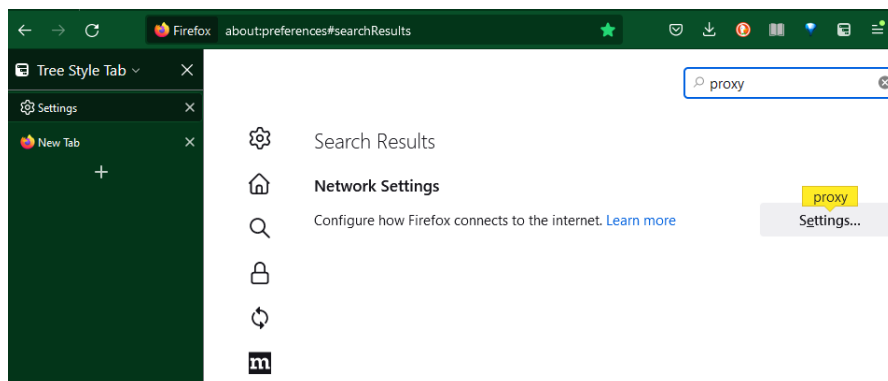 Firefox about:preferences#searchResults
Tree Style Tab
Settings
New Tab
proxy
Search Results
Network Settings
Configure how Firefox connects to the internet. Learn more
proxy
Settings...
m